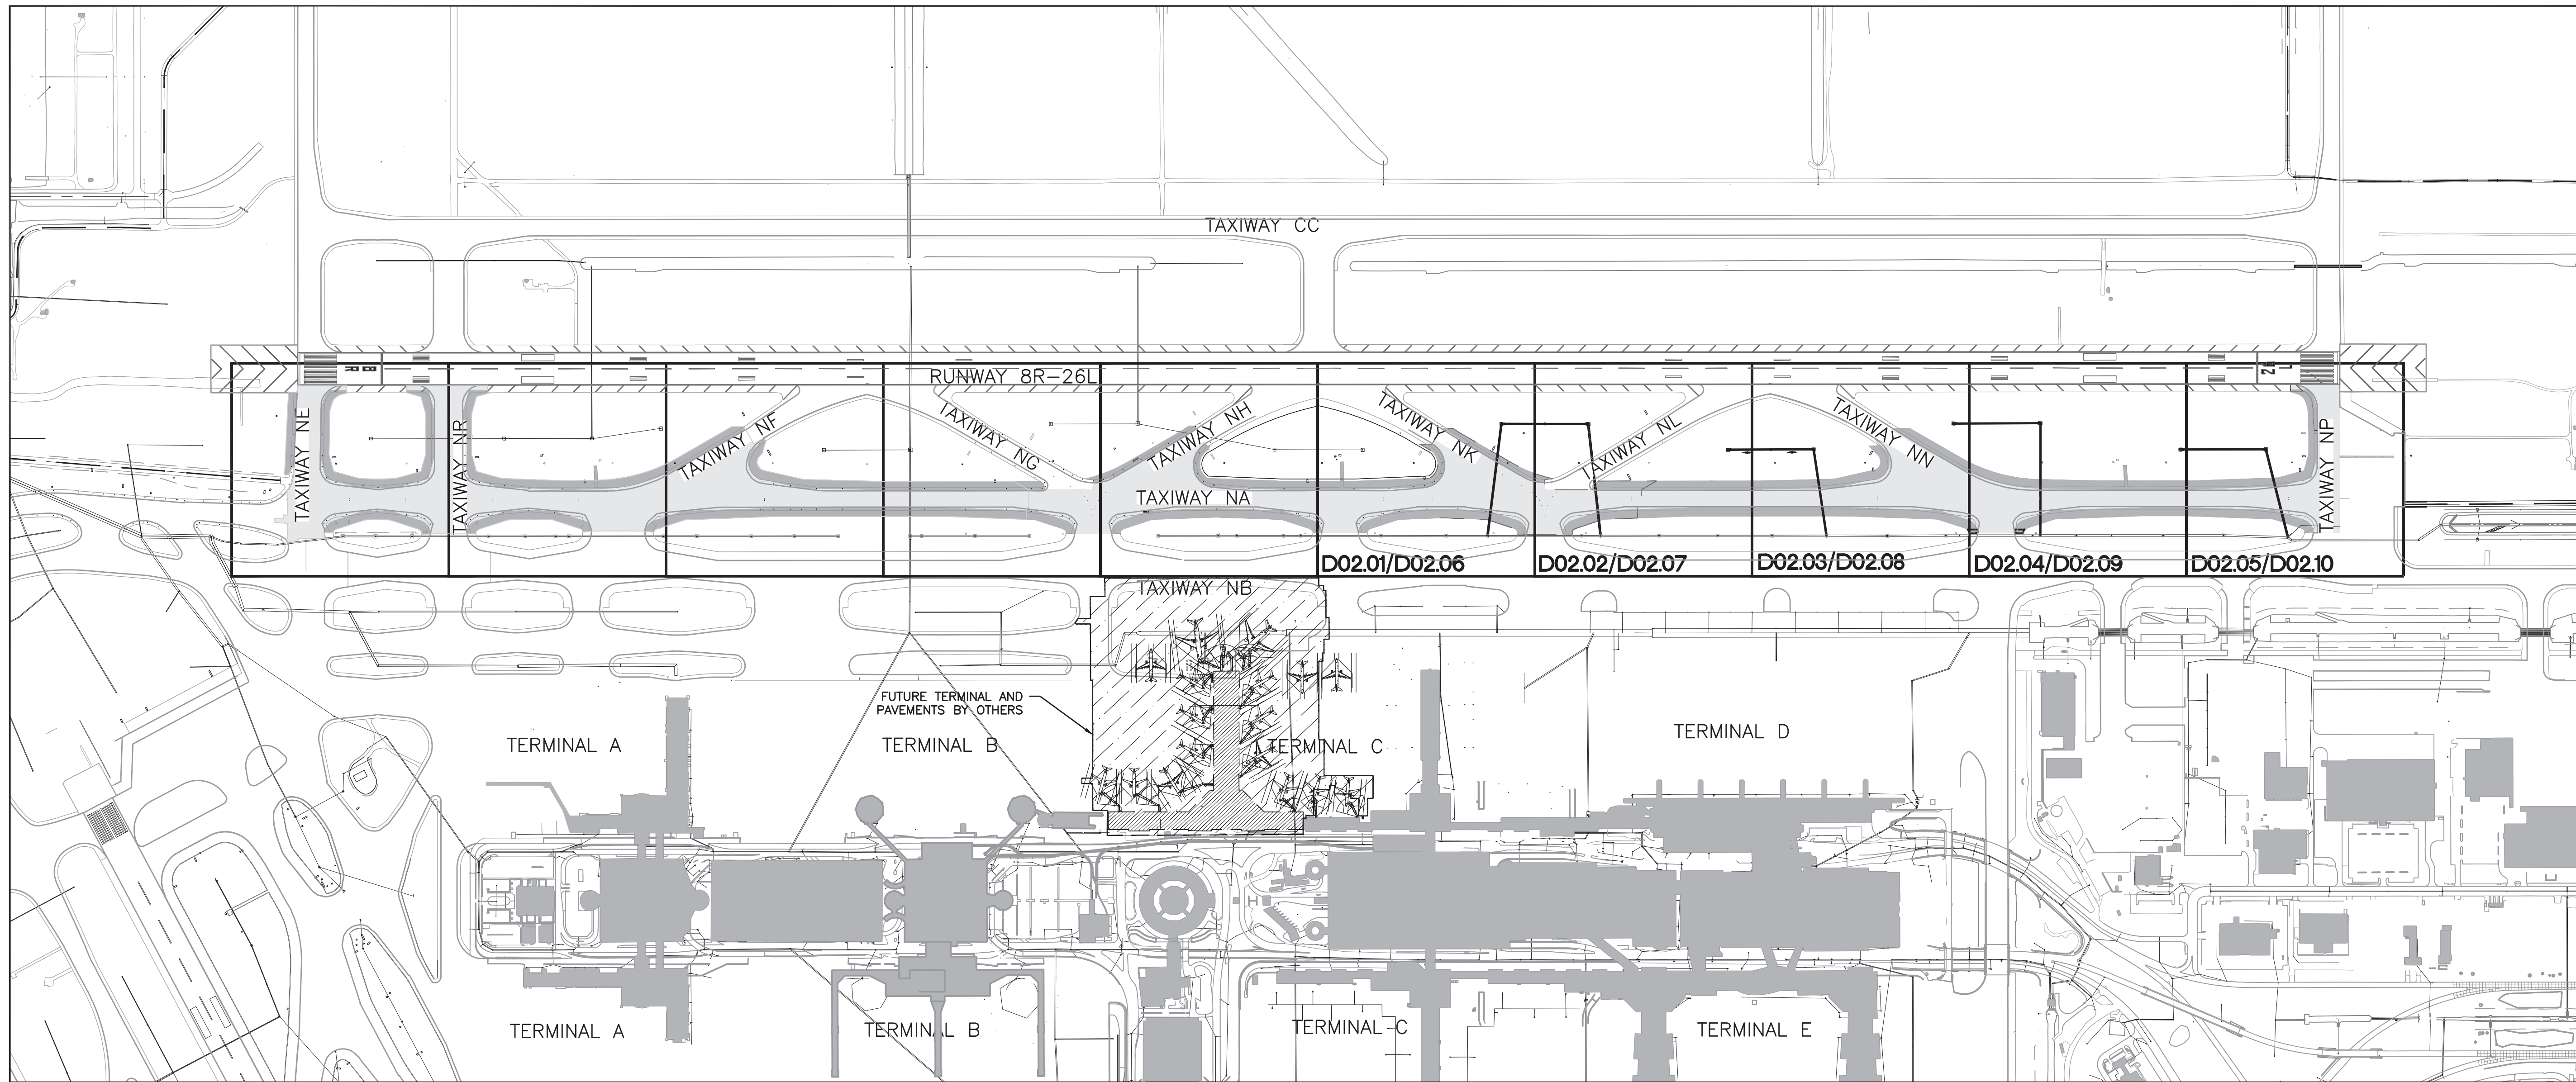 TAXIWAY CC
RUNWAY 8R-26L
TAXIWAY NE
TAXIWAY NR
TAXIWAY NF
TAXIWAY NG
TAXIWAY NH
TAXIWAY NK
TAXIWAY NL
TAXIWAY NN
TAXIWAY NP
TAXIWAY NA
D02.01/D02.06
D02.02/D02.07
D02.03/D02.08
D02.04/D02.09
D02.05/D02.10
TAXIWAY NB
FUTURE TERMINAL AND
PAVEMENTS BY OTHERS
TERMINAL A
TERMINAL B
TERMINAL C
TERMINAL D
TERMINAL A
TERMINAL B
TERMINAL C
TERMINAL E